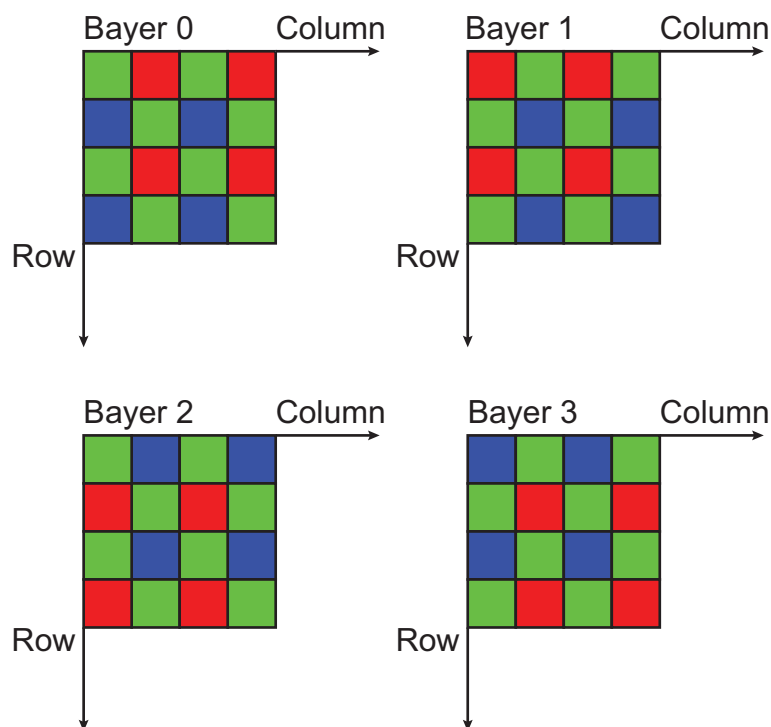 Bayer 0 Column
Row
Bayer 1 Column
Row
Bayer 2 Column
Row
Bayer 3 Column
Row